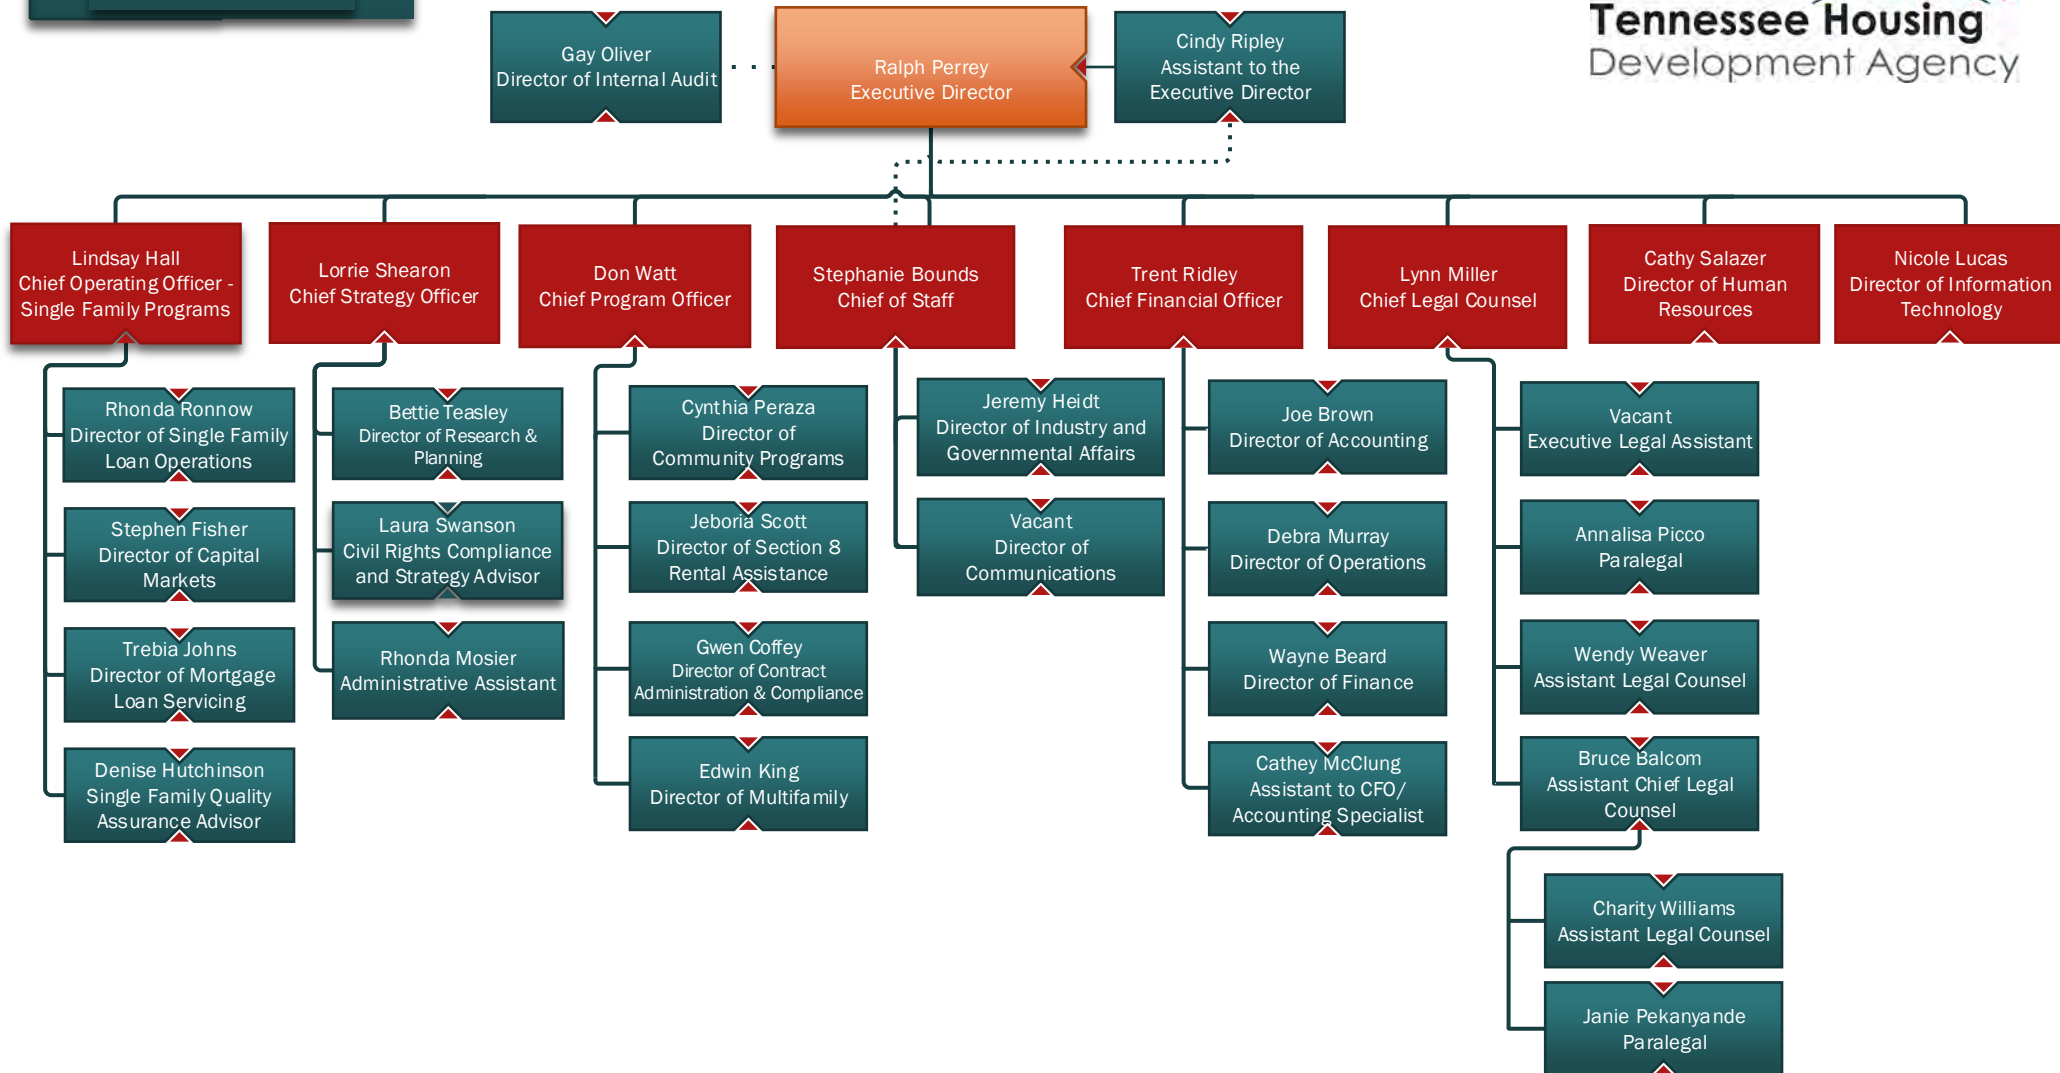 Gay Oliver
Director of Internal Audit
Ralph Perrey
Executive Director
Cindy Ripley
Assistant to the
Executive Director
Tennessee Housing
Development Agency
Lindsay Hall
Chief Operating Officer -
Single Family Programs
Lorrie Shearon
Chief Strategy Officer
Don Watt
Chief Program Officer
Stephanie Bounds
Chief of Staff
Trent Ridley
Chief Financial Officer
Lynn Miller
Chief Legal Counsel
Cathy Salazer
Director of Human
Resources
Nicole Lucas
Director of Information
Technology
Rhonda Ronnow
Director of Single Family
Loan Operations
Stephen Fisher
Director of Capital
Markets
Trebia Johns
Director of Mortgage
Loan Servicing
Denise Hutchinson
Single Family Quality
Assurance Advisor
Bettie Teasley
Director of Research &
Planning
Laura Swanson
Civil Rights Compliance
and Strategy Advisor
Rhonda Mosier
Administrative Assistant
Cynthia Peraza
Director of
Community Programs
Jeboria Scott
Director of Section 8
Rental Assistance
Gwen Coffey
Director of Contract
Administration & Compliance
Edwin King
Director of Multifamily
Jeremy Heidt
Director of Industry and
Governmental Affairs
Vacant
Director of
Communications
Joe Brown
Director of Accounting
Debra Murray
Director of Operations
Wayne Beard
Director of Finance
Cathey McClung
Assistant to CFO/
Accounting Specialist
Vacant
Executive Legal Assistant
Annalisa Picco
Paralegal
Wendy Weaver
Assistant Legal Counsel
Bruce Balcom
Assistant Chief Legal
Counsel
Charity Williams
Assistant Legal Counsel
Janie Pekanyande
Paralegal